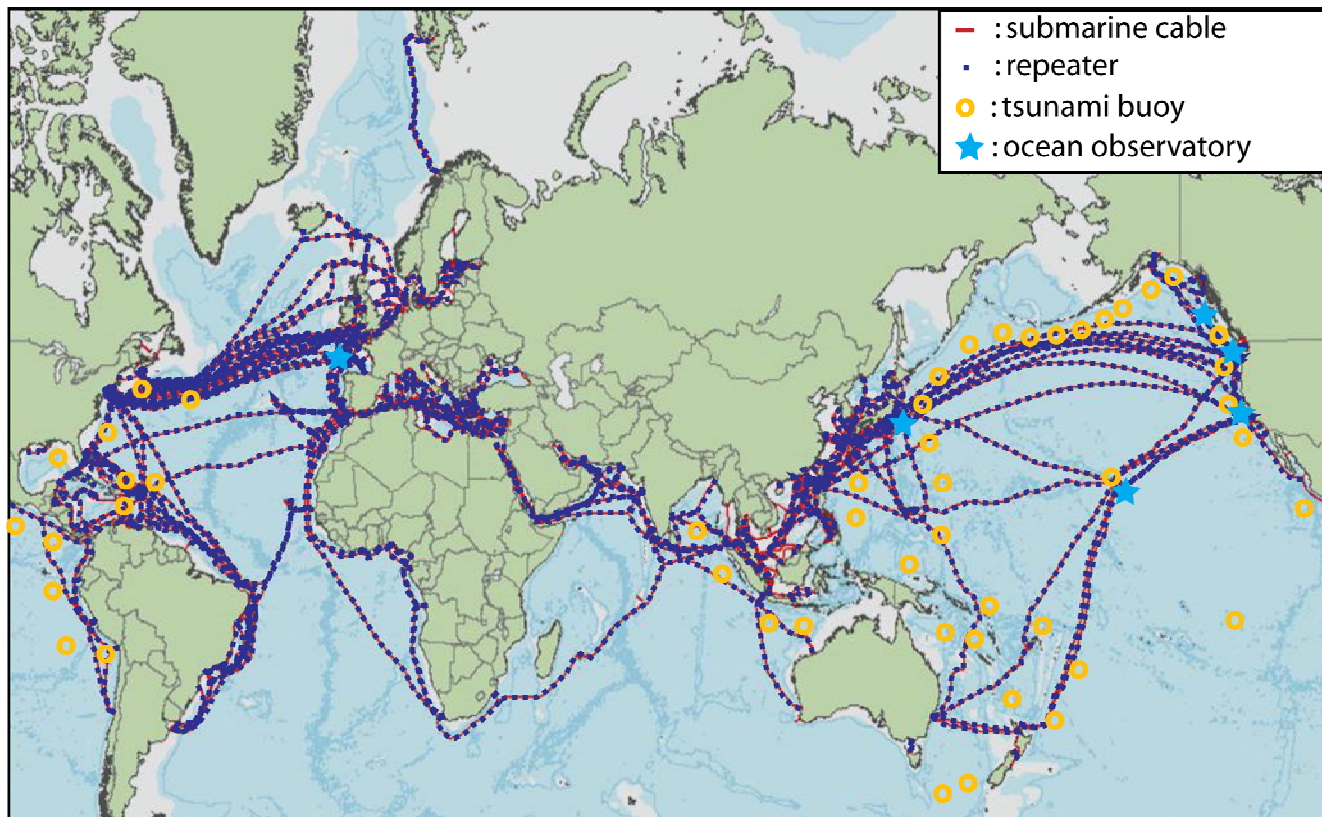 : submarine cable
: repeater
: tsunami buoy
: ocean observatory